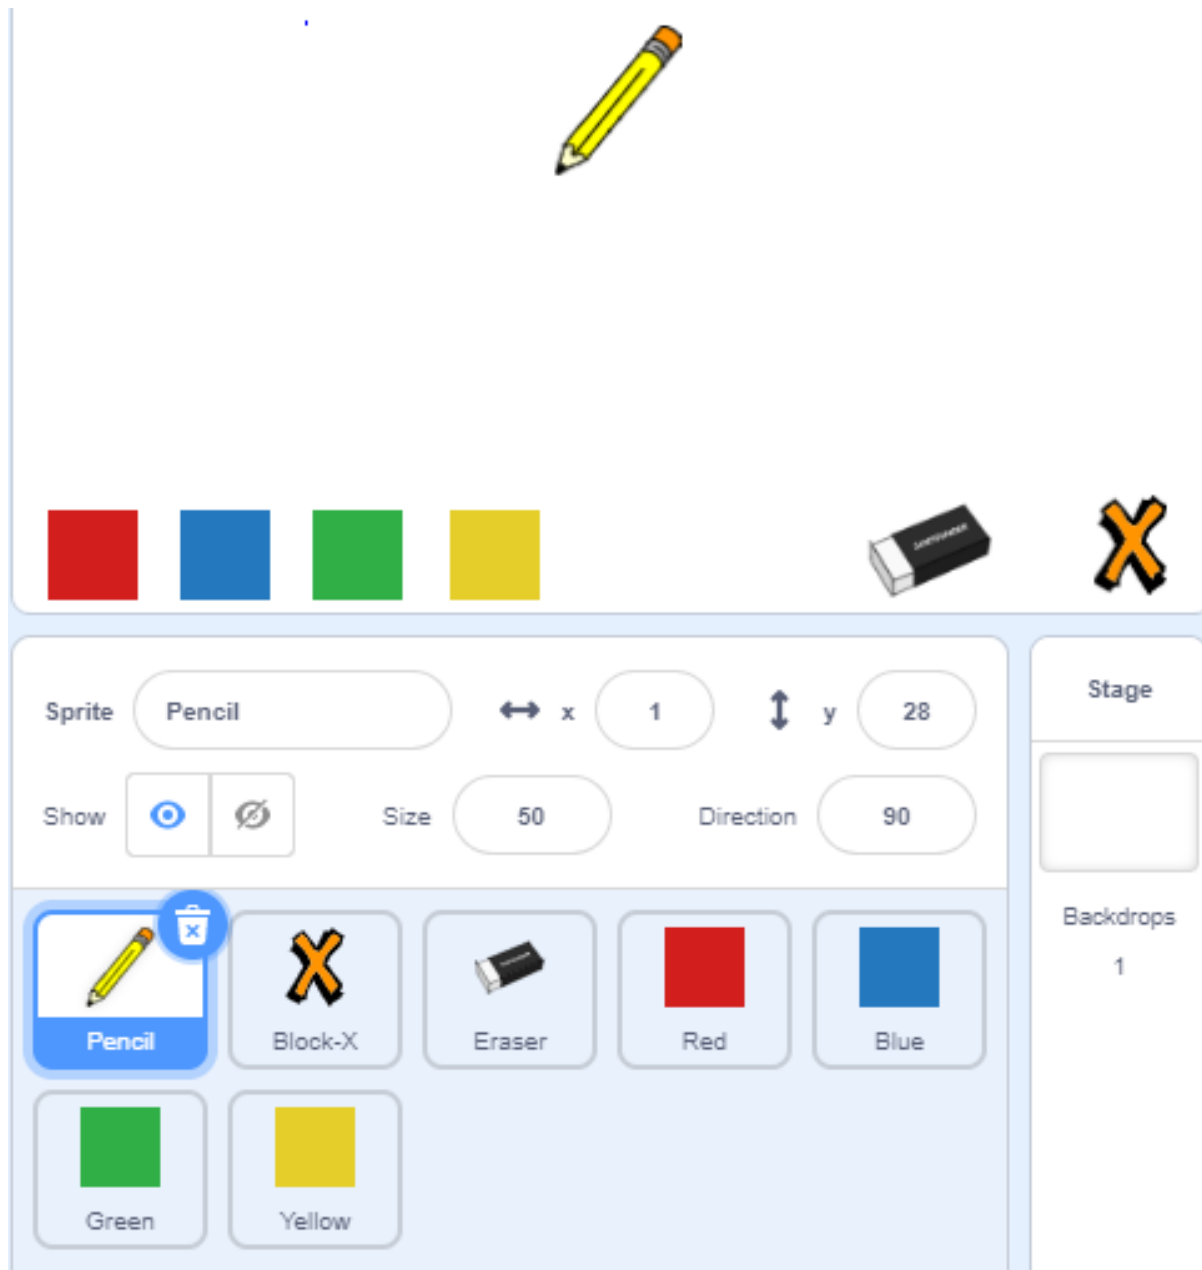 Sprite Pencil x 1 y 28
Show Size 50 Direction 90
Stage
Backdrops
1
Pencil Block-X Eraser Red Blue
Green Yellow